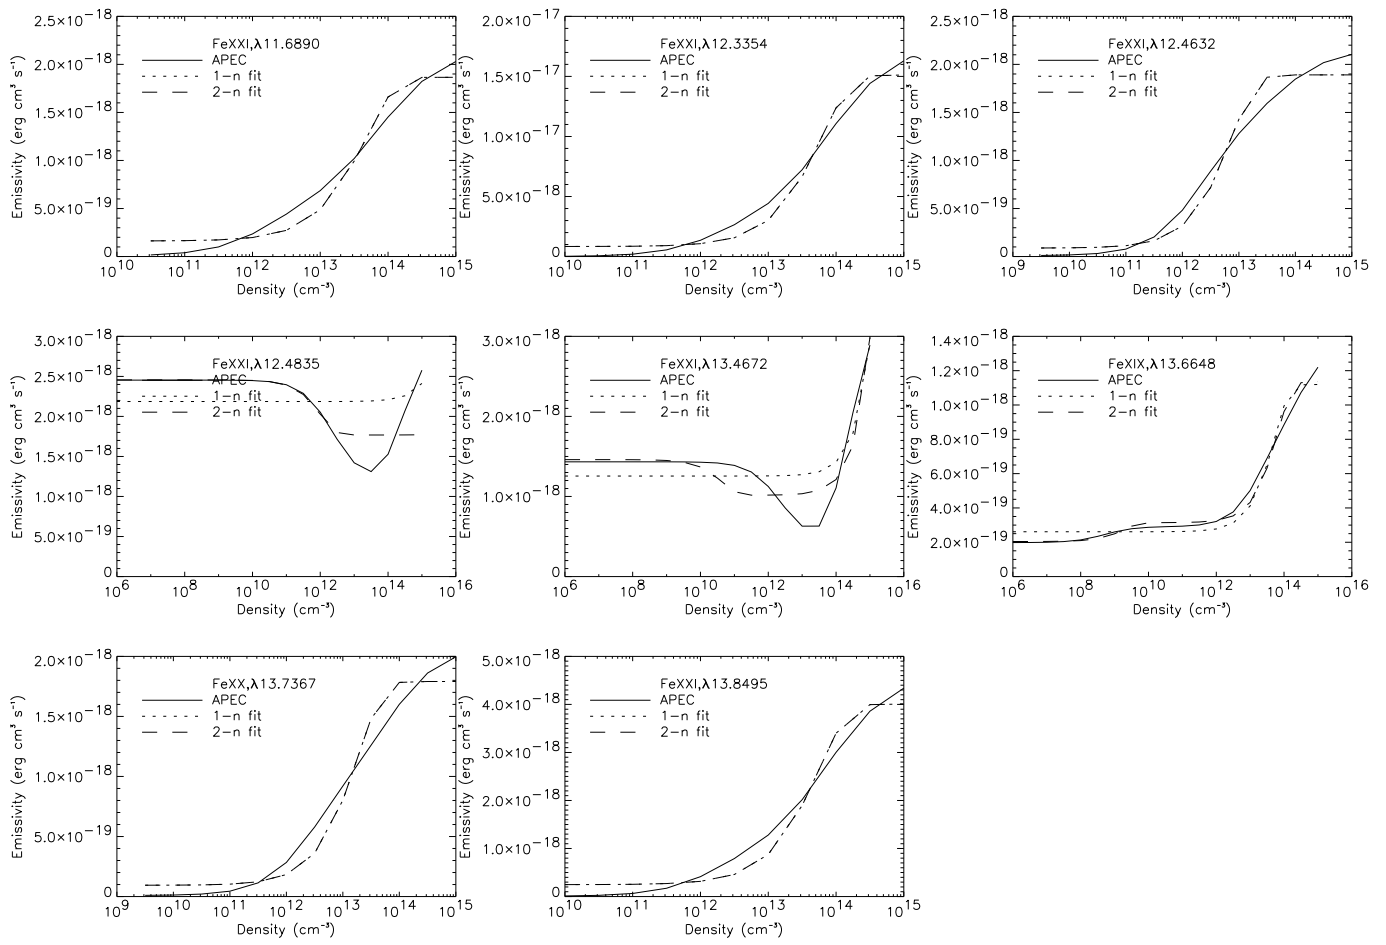 FeXXI,λ11.6890
APEC
1-n fit
2-n fit
Emissivity (erg cm³ s⁻¹)
2.5×10⁻¹⁸
2.0×10⁻¹⁸
1.5×10⁻¹⁸
1.0×10⁻¹⁸
5.0×10⁻¹⁹
0
10¹⁰ 10¹¹ 10¹² 10¹³ 10¹⁴ 10¹⁵
Density (cm⁻³)
FeXXI,λ12.3354
APEC
1-n fit
2-n fit
Emissivity (erg cm³ s⁻¹)
2.0×10⁻¹⁷
1.5×10⁻¹⁷
1.0×10⁻¹⁷
5.0×10⁻¹⁸
0
10¹⁰ 10¹¹ 10¹² 10¹³ 10¹⁴ 10¹⁵
Density (cm⁻³)
FeXXI,λ12.4632
APEC
1-n fit
2-n fit
Emissivity (erg cm³ s⁻¹)
2.5×10⁻¹⁸
2.0×10⁻¹⁸
1.5×10⁻¹⁸
1.0×10⁻¹⁸
5.0×10⁻¹⁹
0
10⁹ 10¹⁰ 10¹¹ 10¹² 10¹³ 10¹⁴ 10¹⁵
Density (cm⁻³)
FeXXI,λ12.4835
APEC
1-n fit
2-n fit
Emissivity (erg cm³ s⁻¹)
3.0×10⁻¹⁸
2.5×10⁻¹⁸
2.0×10⁻¹⁸
1.5×10⁻¹⁸
1.0×10⁻¹⁸
5.0×10⁻¹⁹
0
10⁶ 10⁸ 10¹⁰ 10¹² 10¹⁴ 10¹⁶
Density (cm⁻³)
FeXXI,λ13.4672
APEC
1-n fit
2-n fit
Emissivity (erg cm³ s⁻¹)
3.0×10⁻¹⁸
2.0×10⁻¹⁸
1.0×10⁻¹⁸
0
10⁶ 10⁸ 10¹⁰ 10¹² 10¹⁴ 10¹⁶
Density (cm⁻³)
FeXIX,λ13.6648
APEC
1-n fit
2-n fit
Emissivity (erg cm³ s⁻¹)
1.4×10⁻¹⁸
1.2×10⁻¹⁸
1.0×10⁻¹⁸
8.0×10⁻¹⁹
6.0×10⁻¹⁹
4.0×10⁻¹⁹
2.0×10⁻¹⁹
0
10⁶ 10⁸ 10¹⁰ 10¹² 10¹⁴ 10¹⁶
Density (cm⁻³)
FeXX,λ13.7367
APEC
1-n fit
2-n fit
Emissivity (erg cm³ s⁻¹)
2.0×10⁻¹⁸
1.5×10⁻¹⁸
1.0×10⁻¹⁸
5.0×10⁻¹⁹
0
10⁹ 10¹⁰ 10¹¹ 10¹² 10¹³ 10¹⁴ 10¹⁵
Density (cm⁻³)
FeXXI,λ13.8495
APEC
1-n fit
2-n fit
Emissivity (erg cm³ s⁻¹)
5.0×10⁻¹⁸
4.0×10⁻¹⁸
3.0×10⁻¹⁸
2.0×10⁻¹⁸
1.0×10⁻¹⁸
0
10¹⁰ 10¹¹ 10¹² 10¹³ 10¹⁴ 10¹⁵
Density (cm⁻³)